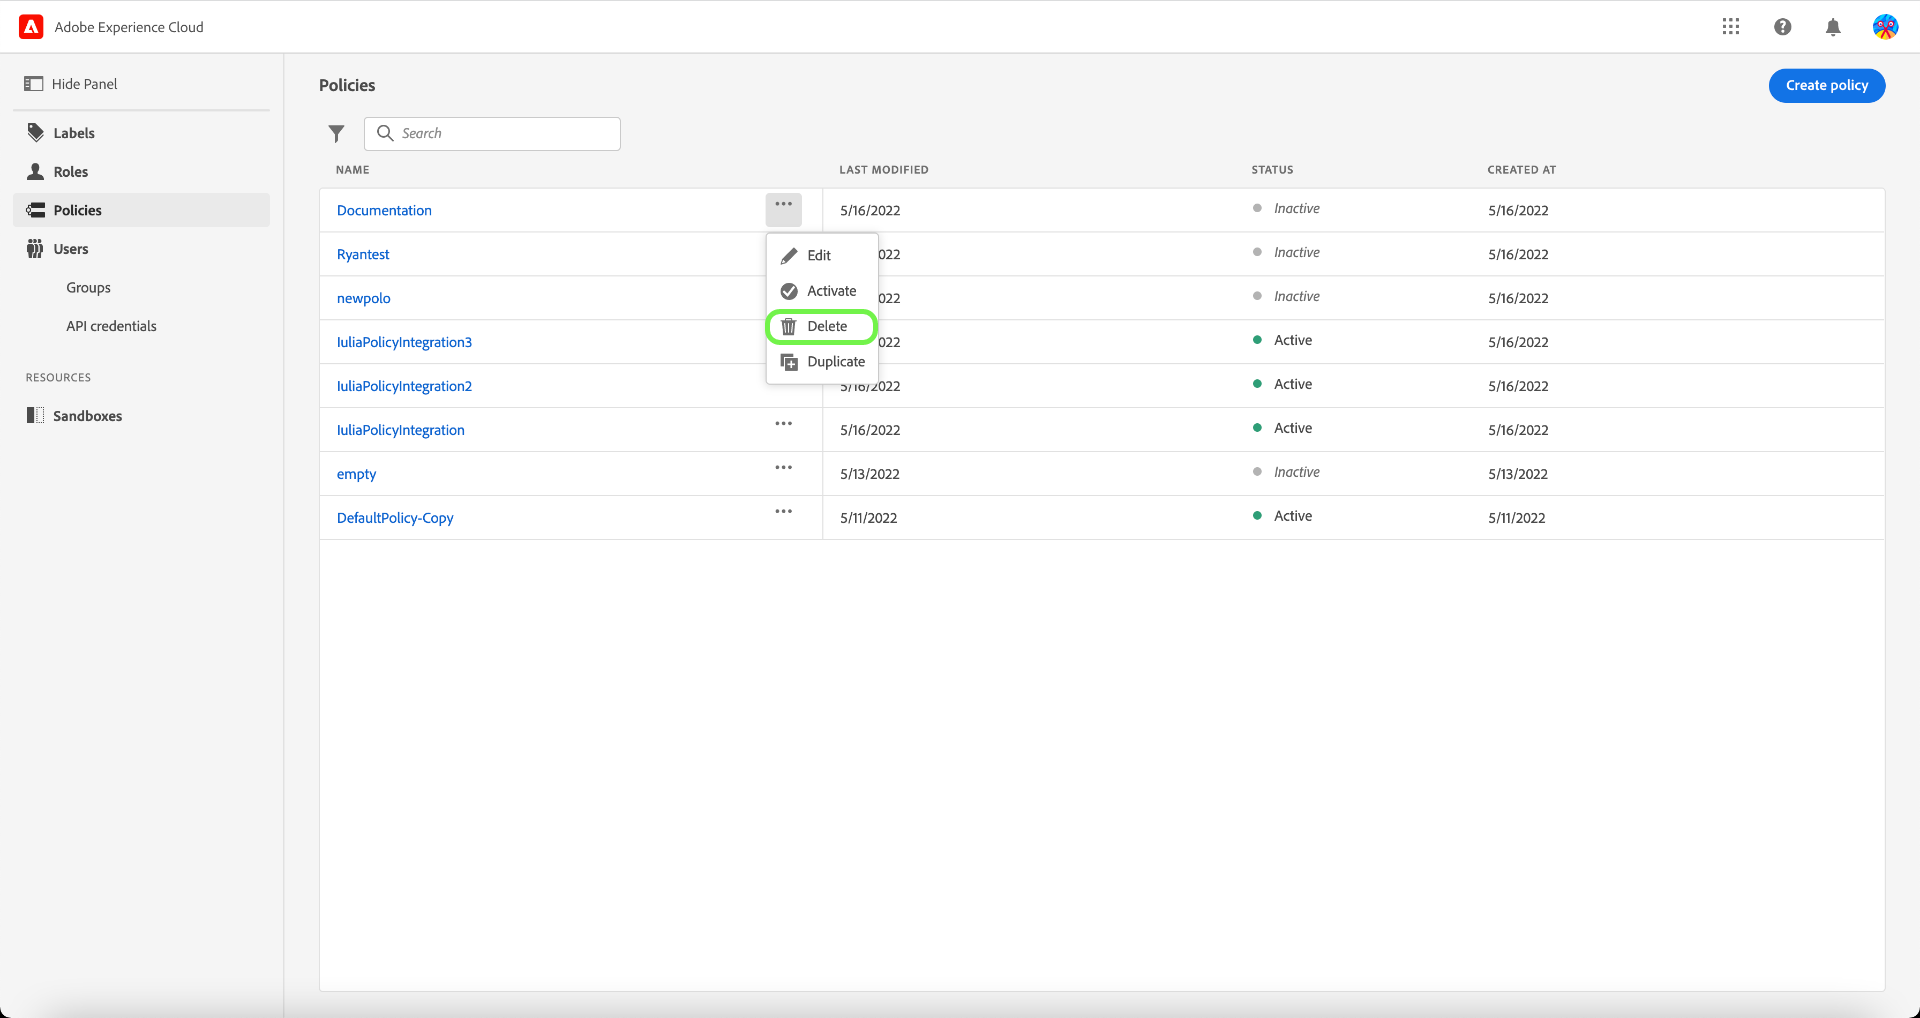 Adobe Experience Cloud
Hide Panel
Labels
Roles
Policies
Users
Groups
API credentials
RESOURCES
Sandboxes
Policies
Create policy
Search
NAME LAST MODIFIED STATUS CREATED AT
Documentation 5/16/2022 Inactive 5/16/2022
Ryantest 022 Inactive 5/16/2022
newpolo 022 Inactive 5/16/2022
IuliaPolicyIntegration3 022 Active 5/16/2022
IuliaPolicyIntegration2 5/16/2022 Active 5/16/2022
IuliaPolicyIntegration 5/16/2022 Active 5/16/2022
empty 5/13/2022 Inactive 5/13/2022
DefaultPolicy-Copy 5/11/2022 Active 5/11/2022
Edit
Activate
Delete
Duplicate